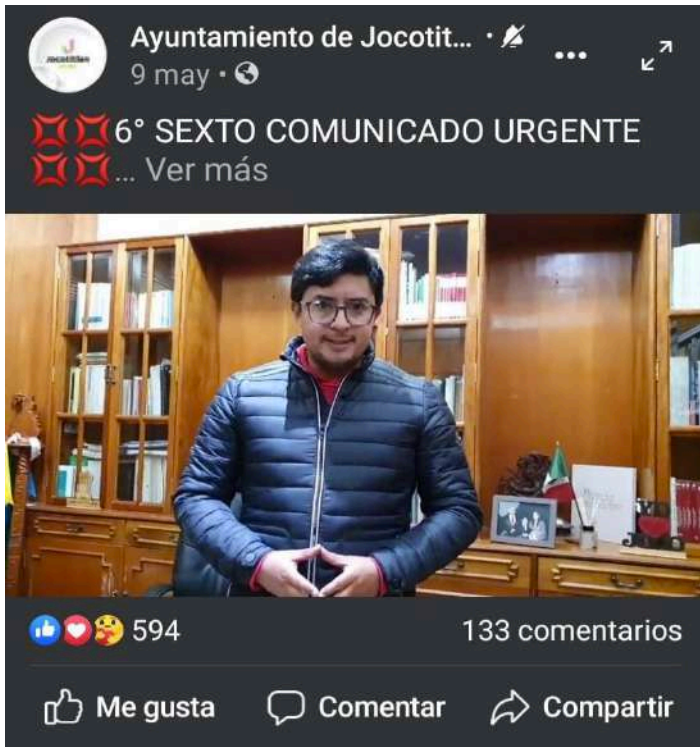 Ayuntamiento de Jocotit... ·
9 may ·
6° SEXTO COMUNICADO URGENTE
... Ver más
594
133 comentarios
Me gusta
Comentar
Compartir